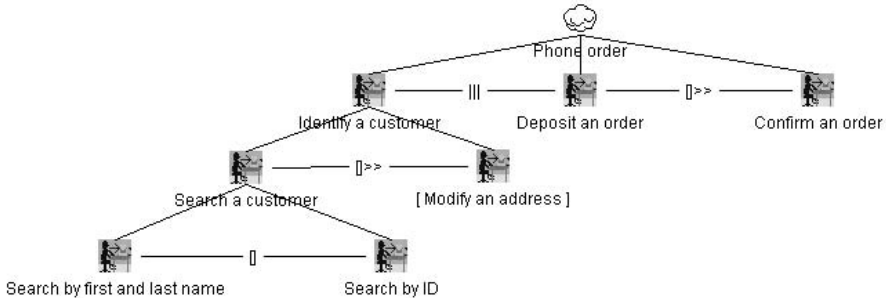 Phone order
|||
[]>>
Identify a customer
Deposit an order
Confirm an order
[]>>
Search a customer
[ Modify an address ]
[]
Search by first and last name
Search by ID